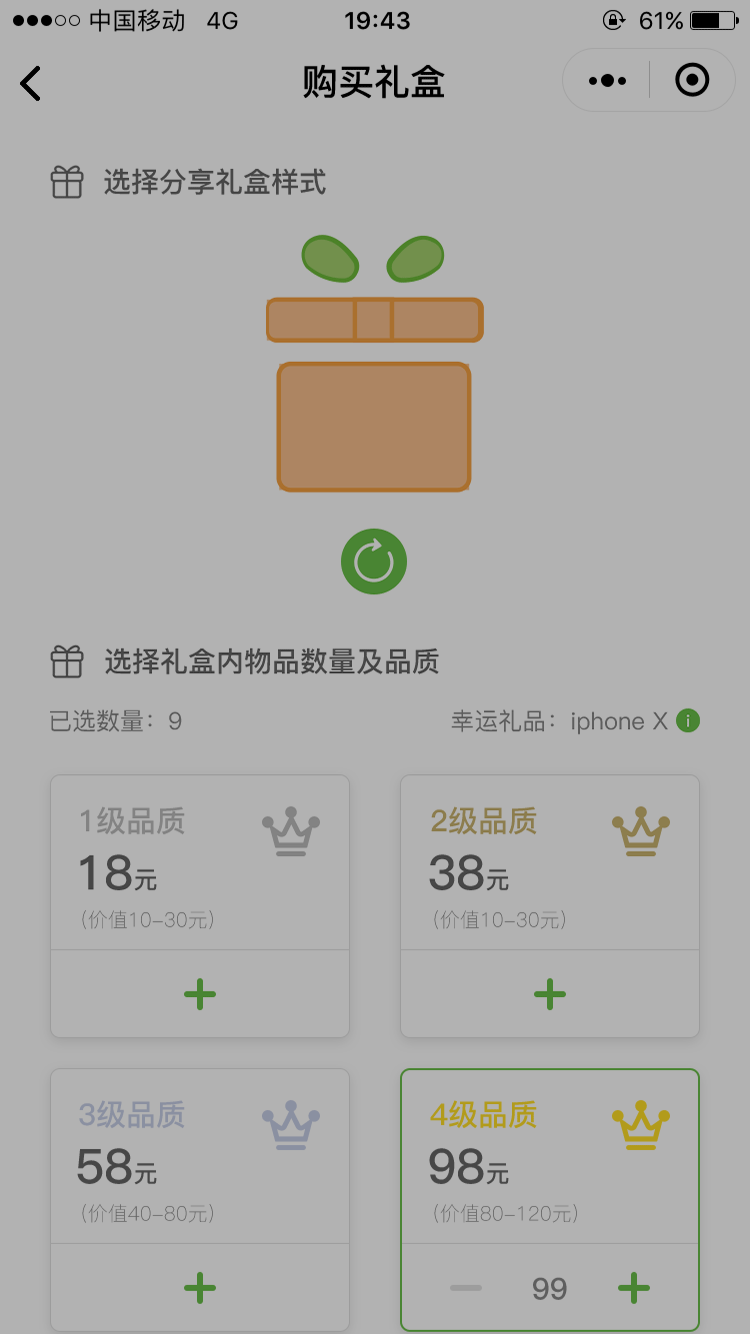 中国移动 4G 19:43 61%
购买礼盒
选择分享礼盒样式
选择礼盒内物品数量及品质
已选数量：9 幸运礼品：iphone X
1级品质
18元
（价值10-30元）
2级品质
38元
（价值10-30元）
3级品质
58元
（价值40-80元）
4级品质
98元
（价值80-120元）
99